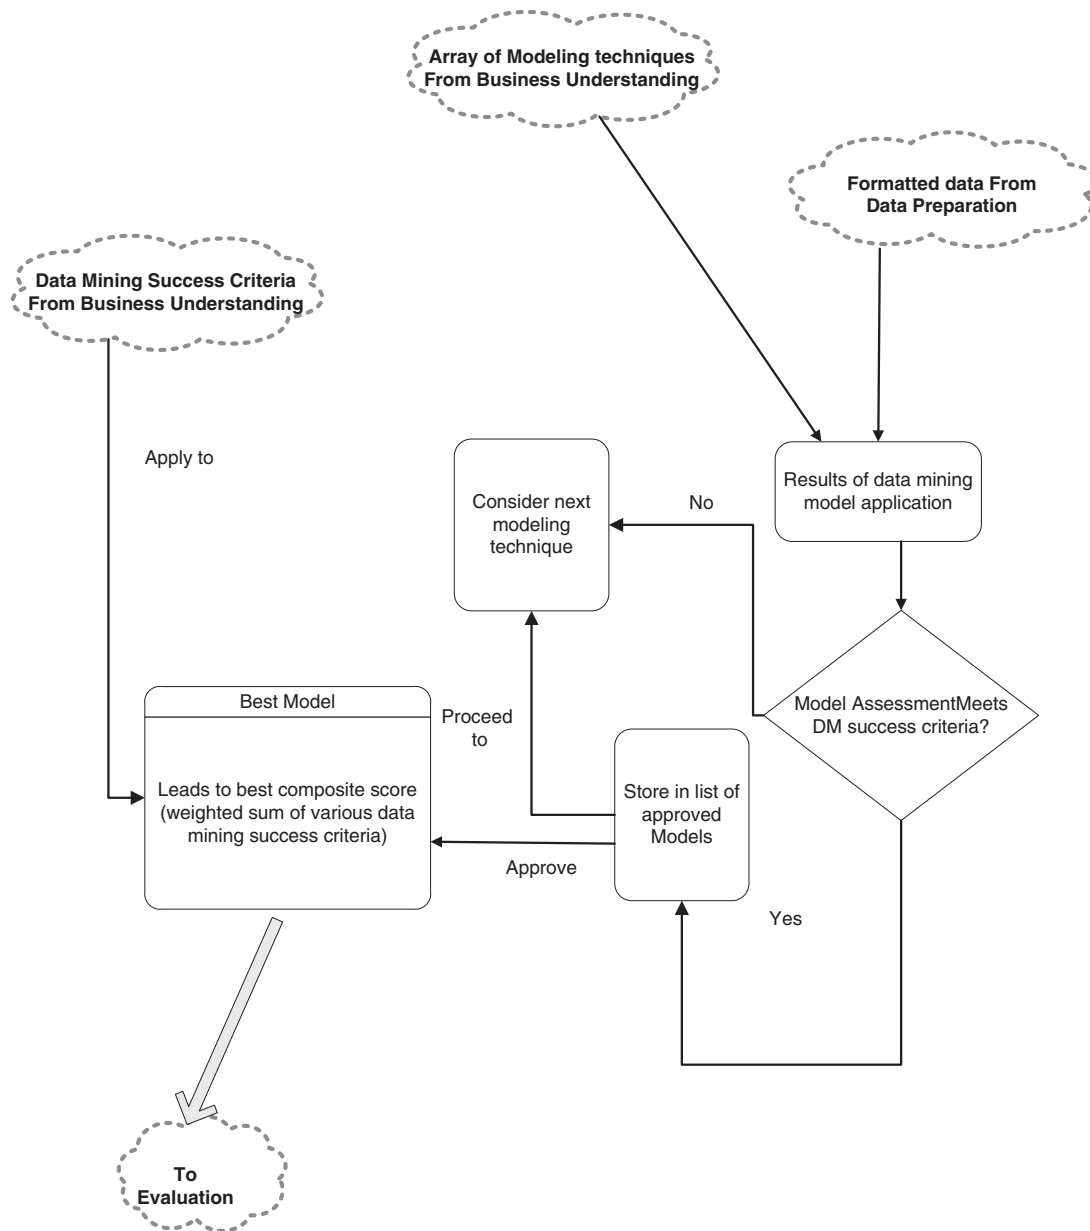 Array of Modeling techniques
From Business Understanding
Formatted data From
Data Preparation
Data Mining Success Criteria
From Business Understanding
Apply to
Consider next
modeling
technique
No
Results of data mining
model application
Model AssessmentMeets
DM success criteria?
Best Model
Leads to best composite score
(weighted sum of various data
mining success criteria)
Proceed
to
Store in list of
approved
Models
Approve
Yes
To
Evaluation